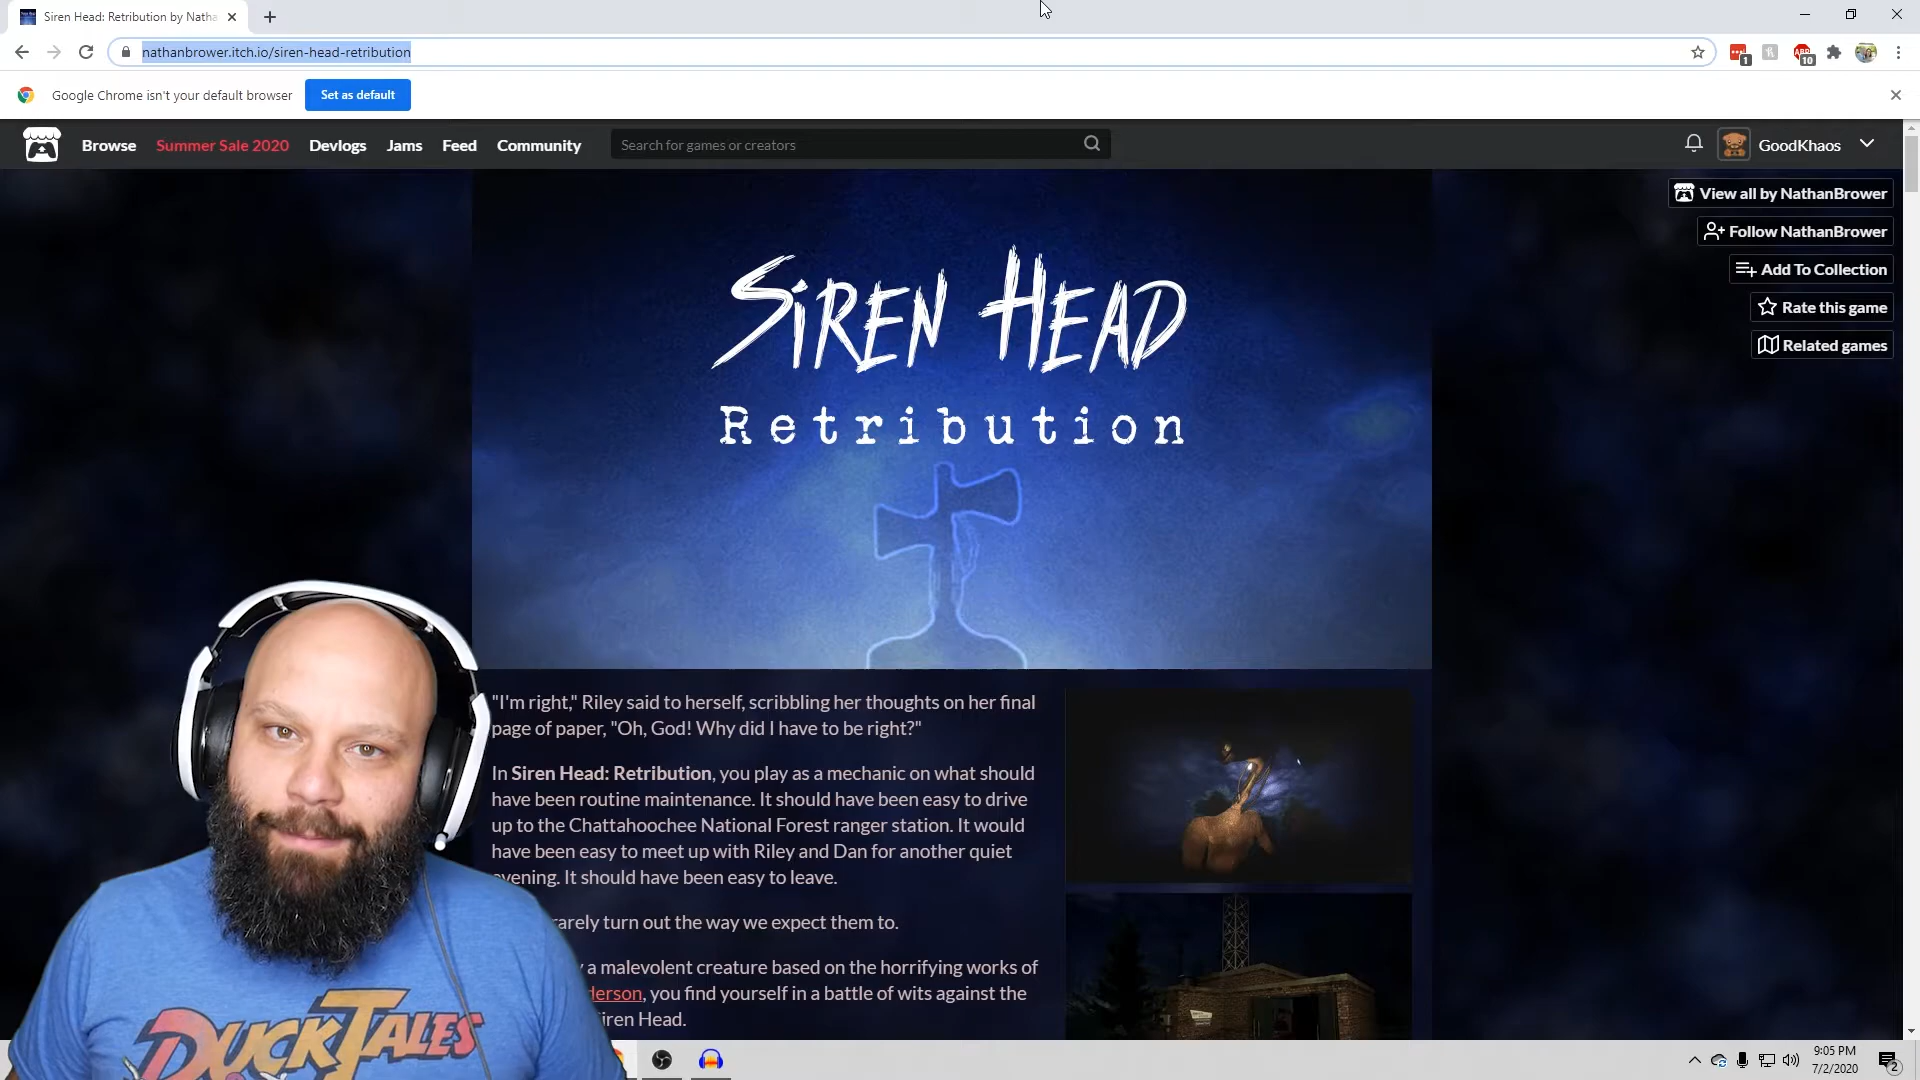 Siren Head: Retribution by Natha
nathanbrower.itch.io/siren-head-retribution
1
10
Google Chrome isn't your default browser
Set as default
Browse
Summer Sale 2020
Devlogs
Jams
Feed
Community
Search for games or creators
GoodKhaos
View all by NathanBrower
Follow NathanBrower
Add To Collection
Rate this game
Related games
SIREN HEAD
Retribution
"I'm right," Riley said to herself, scribbling her thoughts on her final
page of paper, "Oh, God! Why did I have to be right?"
In Siren Head: Retribution, you play as a mechanic on what should
have been routine maintenance. It should have been easy to drive
up to the Chattahoochee National Forest ranger station. It would
have been easy to meet up with Riley and Dan for another quiet
evening. It should have been easy to leave.
rarely turn out the way we expect them to.
a malevolent creature based on the horrifying works of
derson, you find yourself in a battle of wits against the
iren Head.
DUCKTALES
9:05 PM
7/2/2020
2